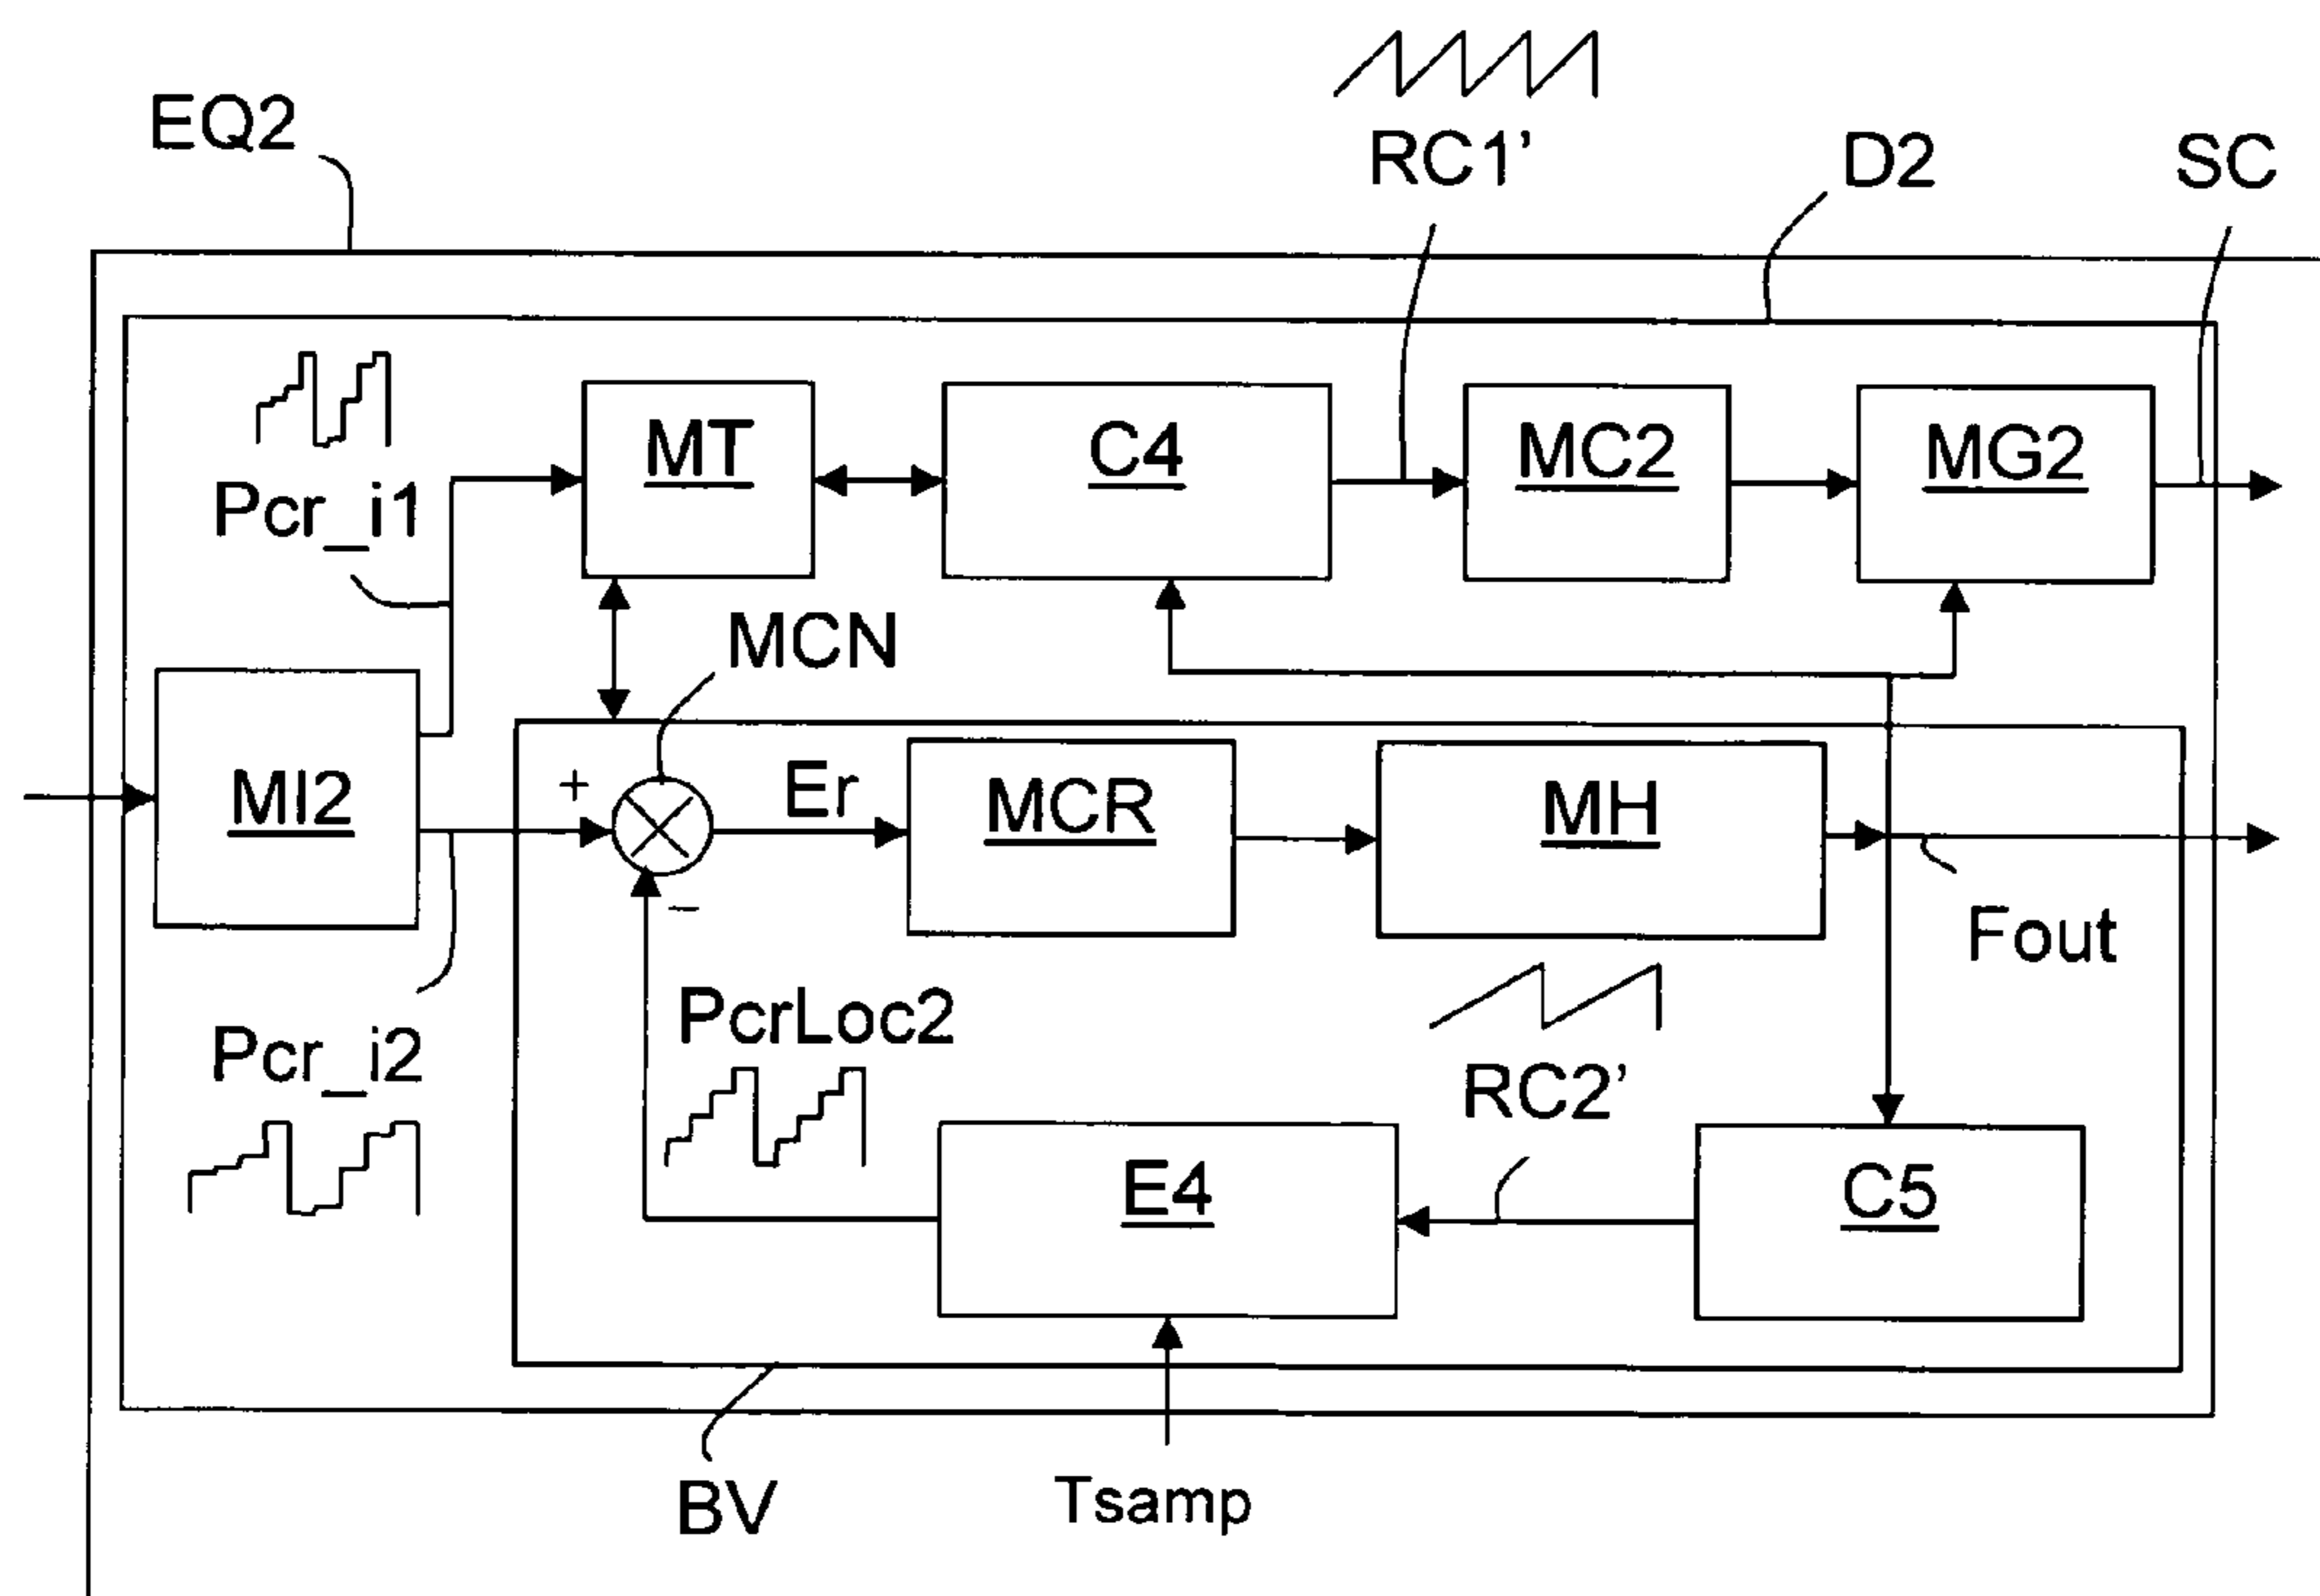 EQ2
RC1’
D2
SC
Pcr_i1
MT
C4
MC2
MG2
MCN
MI2
+
Er
MCR
MH
−
Fout
Pcr_i2
PcrLoc2
RC2’
E4
C5
BV
Tsamp